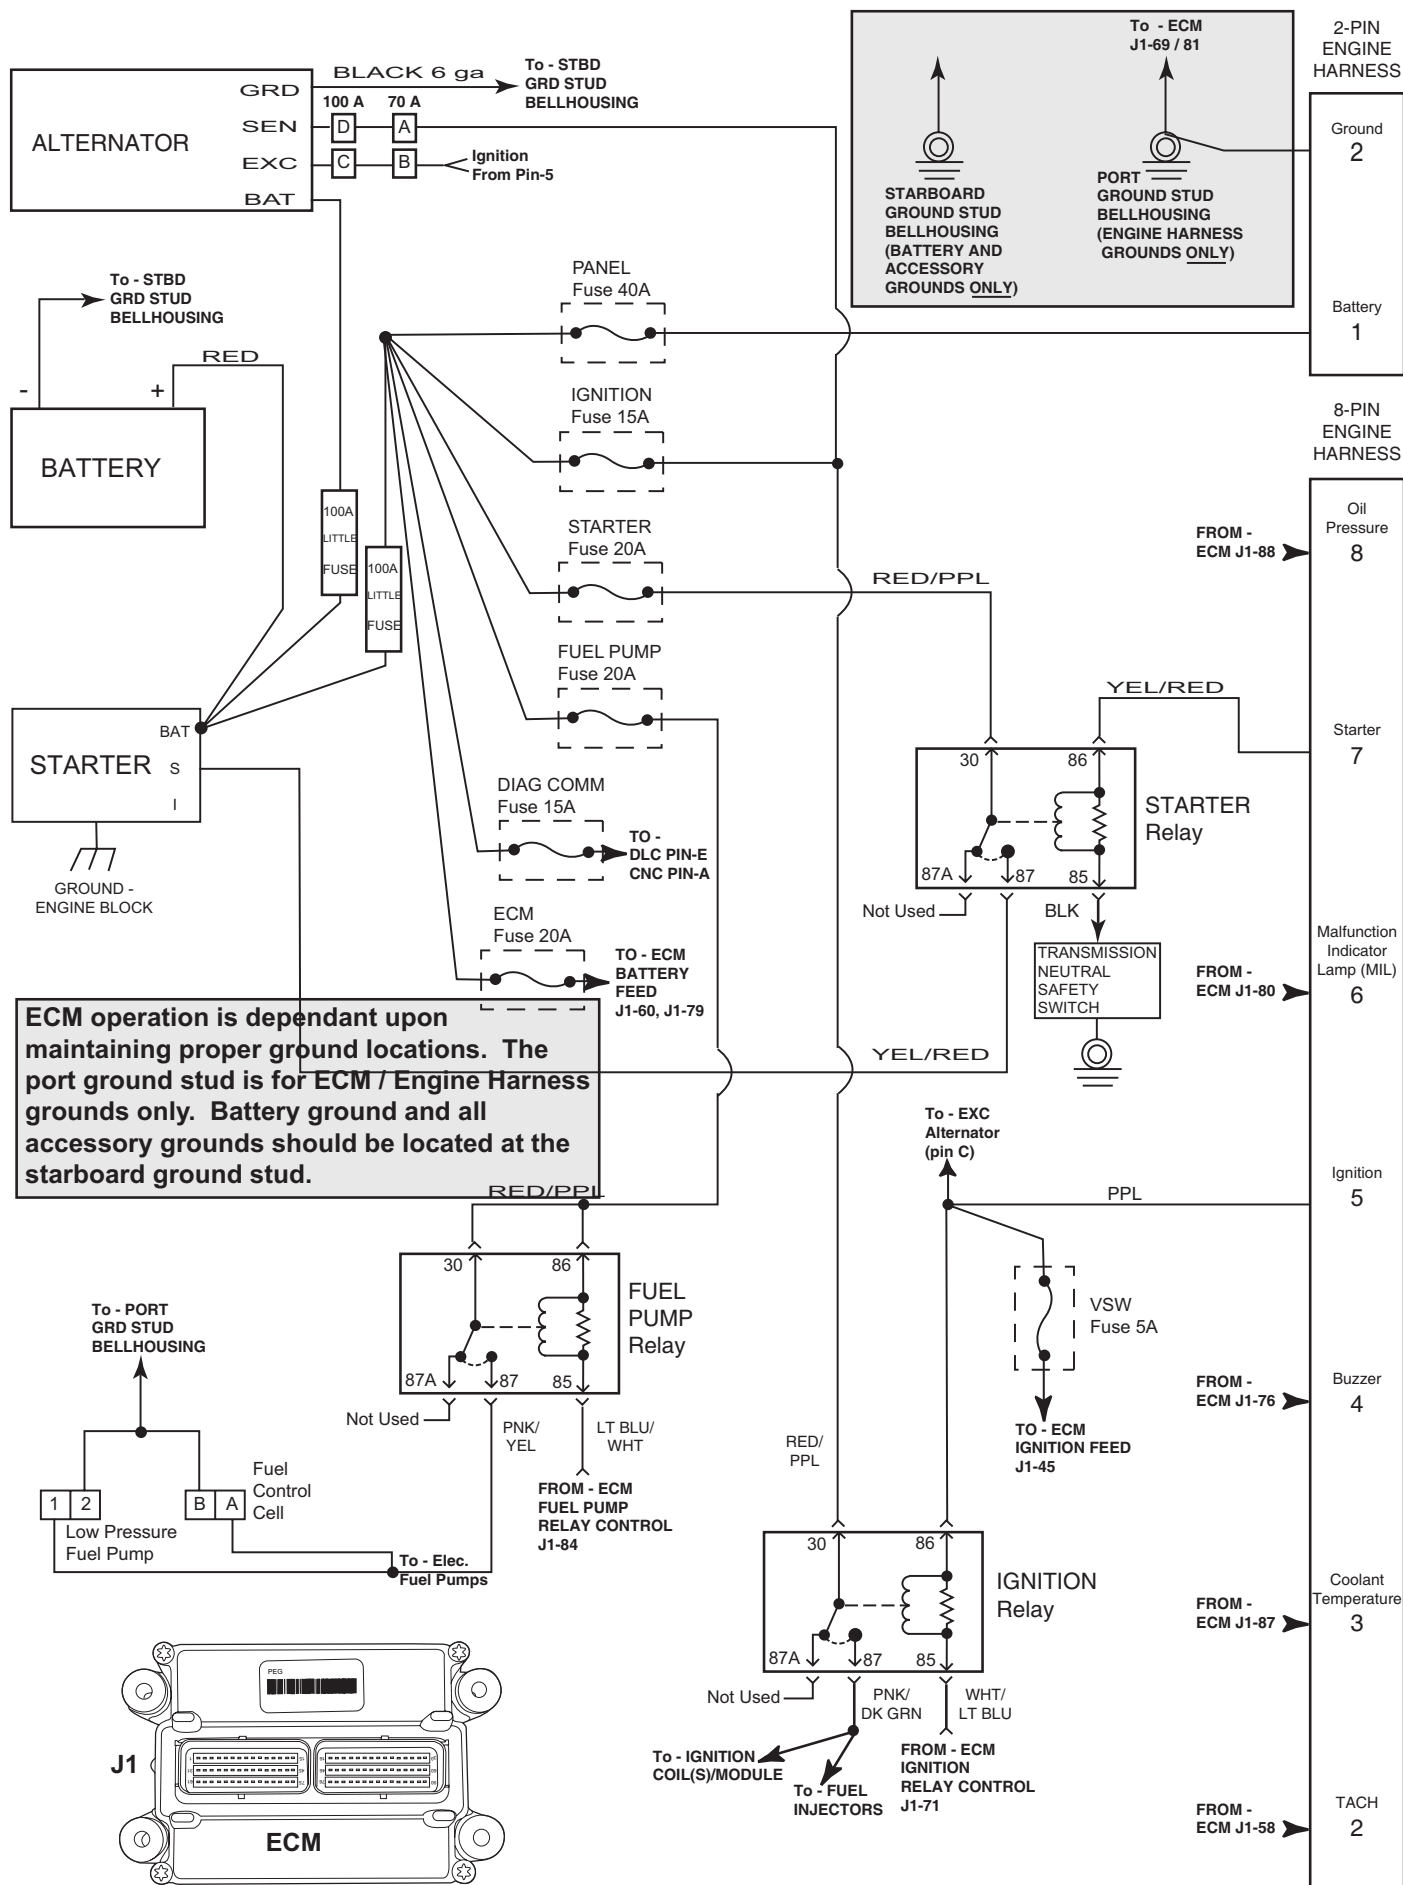 To - ECM
J1-69 / 81
2-PIN
ENGINE
HARNESS
ALTERNATOR
GRD
SEN
EXC
BAT
BLACK 6 ga
To - STBD
GRD STUD
BELLHOUSING
100 A
70 A
D
A
C
B
Ignition
From Pin-5
STARBOARD
GROUND STUD
BELLHOUSING
(BATTERY AND
ACCESSORY
GROUNDS ONLY)
PORT
GROUND STUD
BELLHOUSING
(ENGINE HARNESS
GROUNDS ONLY)
Ground
2
Battery
1
To - STBD
GRD STUD
BELLHOUSING
RED
-
+
BATTERY
PANEL
Fuse 40A
IGNITION
Fuse 15A
STARTER
Fuse 20A
FUEL PUMP
Fuse 20A
DIAG COMM
Fuse 15A
TO -
DLC PIN-E
CNC PIN-A
ECM
Fuse 20A
TO - ECM
BATTERY
FEED
J1-60, J1-79
100A
LITTLE
FUSE
100A
LITTLE
FUSE
STARTER
BAT
S
I
GROUND -
ENGINE BLOCK
8-PIN
ENGINE
HARNESS
FROM -
ECM J1-88
Oil
Pressure
8
RED/PPL
YEL/RED
Starter
7
30
86
STARTER
Relay
87A
87
85
Not Used
BLK
TRANSMISSION
NEUTRAL
SAFETY
SWITCH
FROM -
ECM J1-80
Malfunction
Indicator
Lamp (MIL)
6
YEL/RED
ECM operation is dependant upon
maintaining proper ground locations. The
port ground stud is for ECM / Engine Harness
grounds only. Battery ground and all
accessory grounds should be located at the
starboard ground stud.
To - EXC
Alternator
(pin C)
PPL
Ignition
5
RED/PPL
30
86
FUEL
PUMP
Relay
87A
87
85
Not Used
PNK/
YEL
LT BLU/
WHT
FROM - ECM
FUEL PUMP
RELAY CONTROL
J1-84
To - PORT
GRD STUD
BELLHOUSING
1
2
B
A
Fuel
Control
Cell
Low Pressure
Fuel Pump
To - Elec.
Fuel Pumps
VSW
Fuse 5A
TO - ECM
IGNITION FEED
J1-45
FROM -
ECM J1-76
Buzzer
4
RED/
PPL
30
86
IGNITION
Relay
87A
87
85
Not Used
PNK/
DK GRN
WHT/
LT BLU
To - IGNITION
COIL(S)/MODULE
To - FUEL
INJECTORS
FROM - ECM
IGNITION
RELAY CONTROL
J1-71
FROM -
ECM J1-87
Coolant
Temperature
3
FROM -
ECM J1-58
TACH
2
PEG
J1
ECM